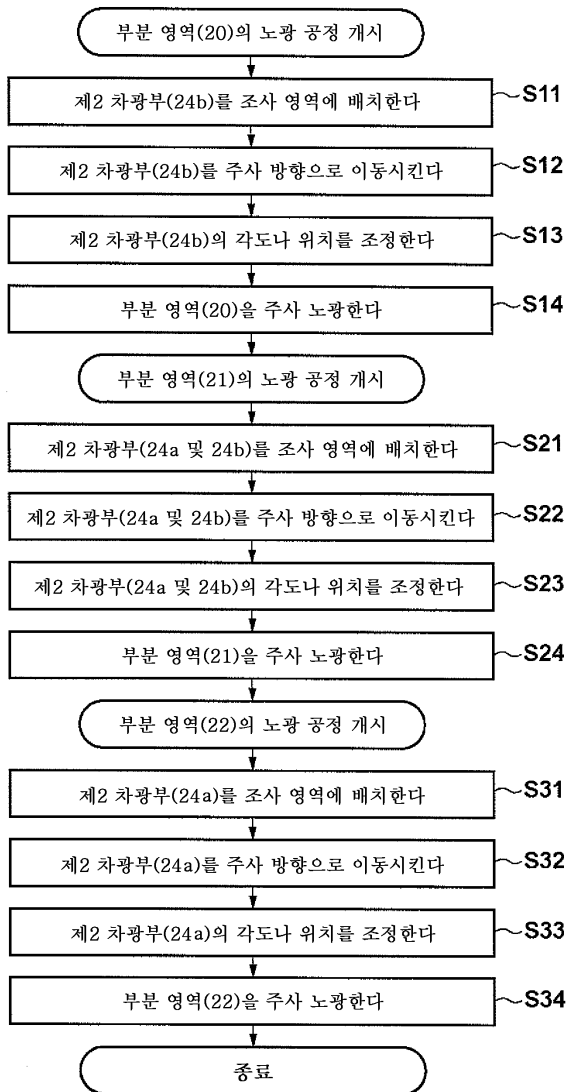 부분 영역(20)의 노광 공정 개시
제2 차광부(24b)를 조사 영역에 배치한다
S11
제2 차광부(24b)를 주사 방향으로 이동시킨다
S12
제2 차광부(24b)의 각도나 위치를 조정한다
S13
부분 영역(20)을 주사 노광한다
S14
부분 영역(21)의 노광 공정 개시
제2 차광부(24a 및 24b)를 조사 영역에 배치한다
S21
제2 차광부(24a 및 24b)를 주사 방향으로 이동시킨다
S22
제2 차광부(24a 및 24b)의 각도나 위치를 조정한다
S23
부분 영역(21)을 주사 노광한다
S24
부분 영역(22)의 노광 공정 개시
제2 차광부(24a)를 조사 영역에 배치한다
S31
제2 차광부(24a)를 주사 방향으로 이동시킨다
S32
제2 차광부(24a)의 각도나 위치를 조정한다
S33
부분 영역(22)을 주사 노광한다
S34
종료